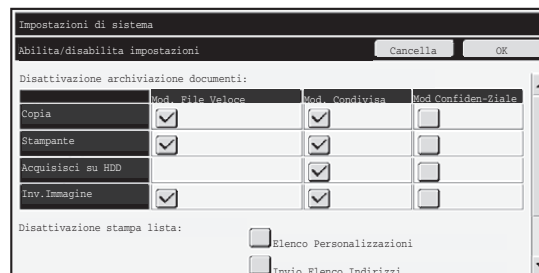 Impostazioni di sistema
Abilita/disabilita impostazioni Cancella OK
Disattivazione archiviazione documenti:
Mod. File Veloce Mod. Condivisa Mod Confiden-Ziale
Copia
Stampante
Acquisisci su HDD
Inv.Immagine
Disattivazione stampa lista:
Elenco Personalizzazioni
Invio Elenco Indirizzi